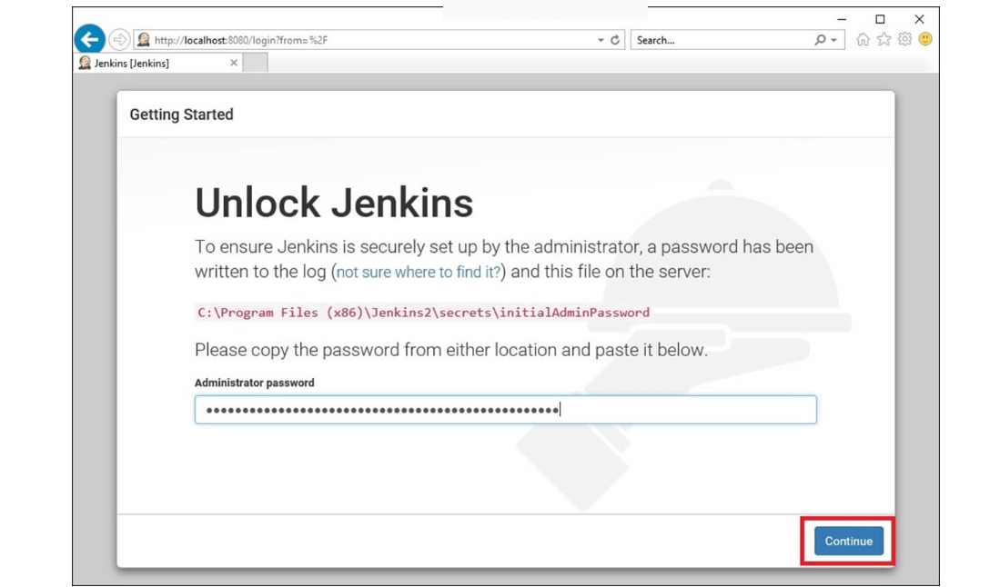 http://localhost:8080/login?from=%2F
Search...
Jenkins [Jenkins]
Getting Started
Unlock Jenkins
To ensure Jenkins is securely set up by the administrator, a password has been
written to the log (not sure where to find it?) and this file on the server:
C:\Program Files (x86)\Jenkins2\secrets\initialAdminPassword
Please copy the password from either location and paste it below.
Administrator password
Continue